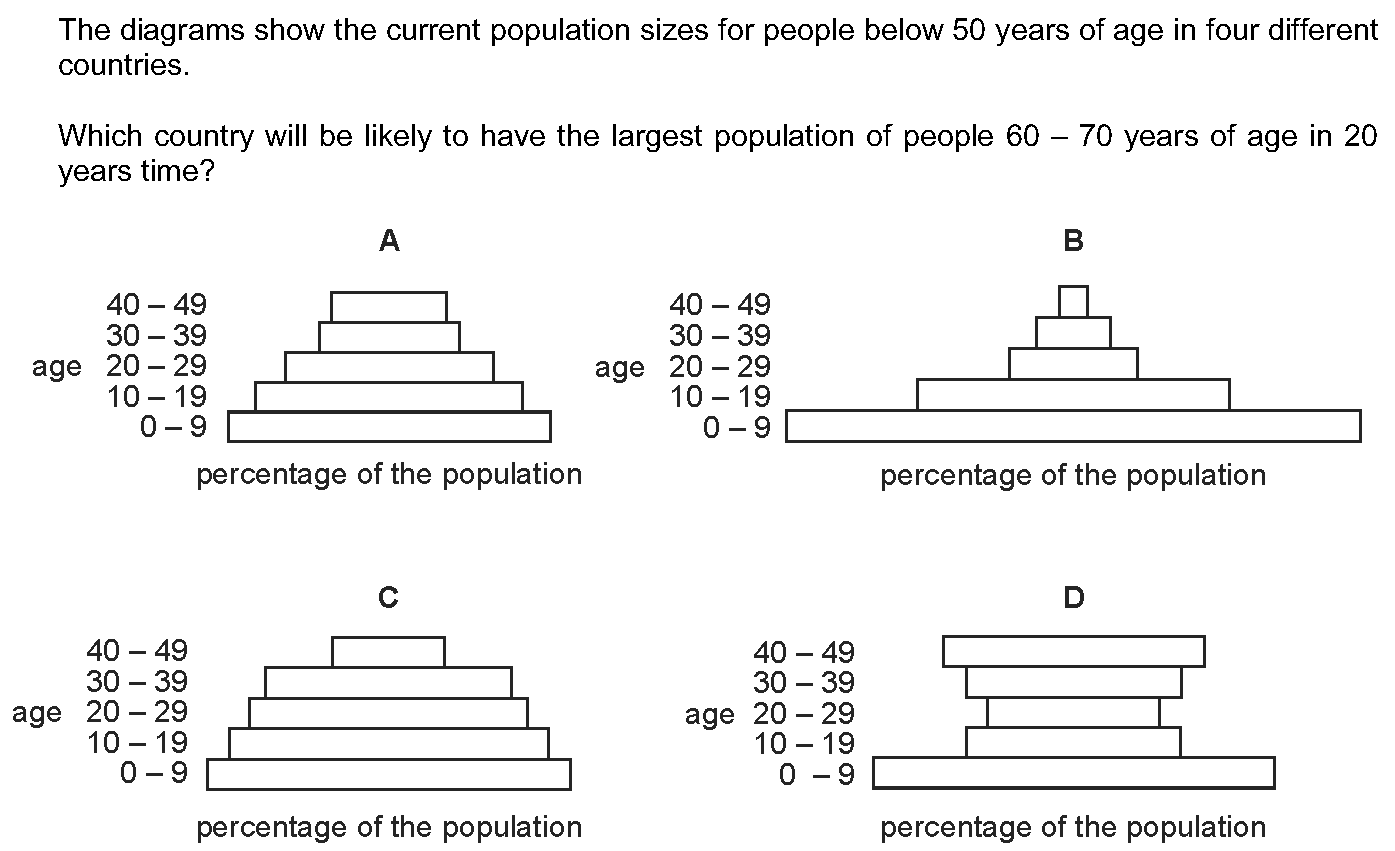 The diagrams show the current population sizes for people below 50 years of age in four different
countries.
Which country will be likely to have the largest population of people 60 – 70 years of age in 20
years time?
A
40 – 49
30 – 39
age 20 – 29
10 – 19
0 – 9
percentage of the population
B
40 – 49
30 – 39
age 20 – 29
10 – 19
0 – 9
percentage of the population
C
40 – 49
30 – 39
age 20 – 29
10 – 19
0 – 9
percentage of the population
D
40 – 49
30 – 39
age 20 – 29
10 – 19
0 – 9
percentage of the population